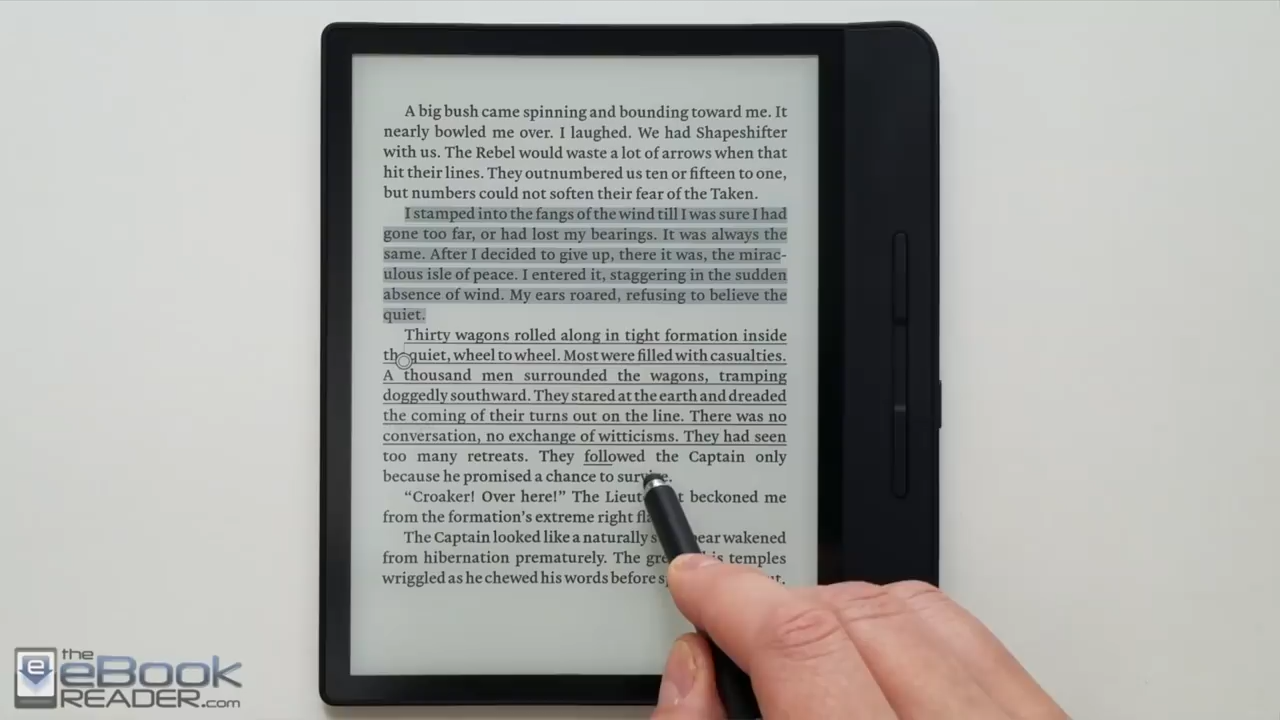 A big bush came spinning and bounding toward me. It
nearly bowled me over. I laughed. We had Shapeshifter
with us. The Rebel would waste a lot of arrows when that
hit their lines. They outnumbered us ten or fifteen to one,
but numbers could not soften their fear of the Taken.
I stamped into the fangs of the wind till I was sure I had
gone too far, or had lost my bearings. It was always the
same. After I decided to give up, there it was, the mirac-
ulous isle of peace. I entered it, staggering in the sudden
absence of wind. My ears roared, refusing to believe the
quiet.
Thirty wagons rolled along in tight formation inside
quiet, wheel to wheel. Most were filled with casualties.
A thousand men surrounded the wagons, tramping
doggedly southward. They stared at the earth and dreaded
the coming of their turns out on the line. There was no
conversation, no exchange of witticisms. They had seen
too many retreats. They followed the Captain only
because he promised a chance to
“Croaker! Over here!” The beckoned me
from the formation’s extreme right
The Captain looked like a naturally wakened
from hibernation prematurely. The temples
wriggled as he chewed his words before
the eBook READER.com